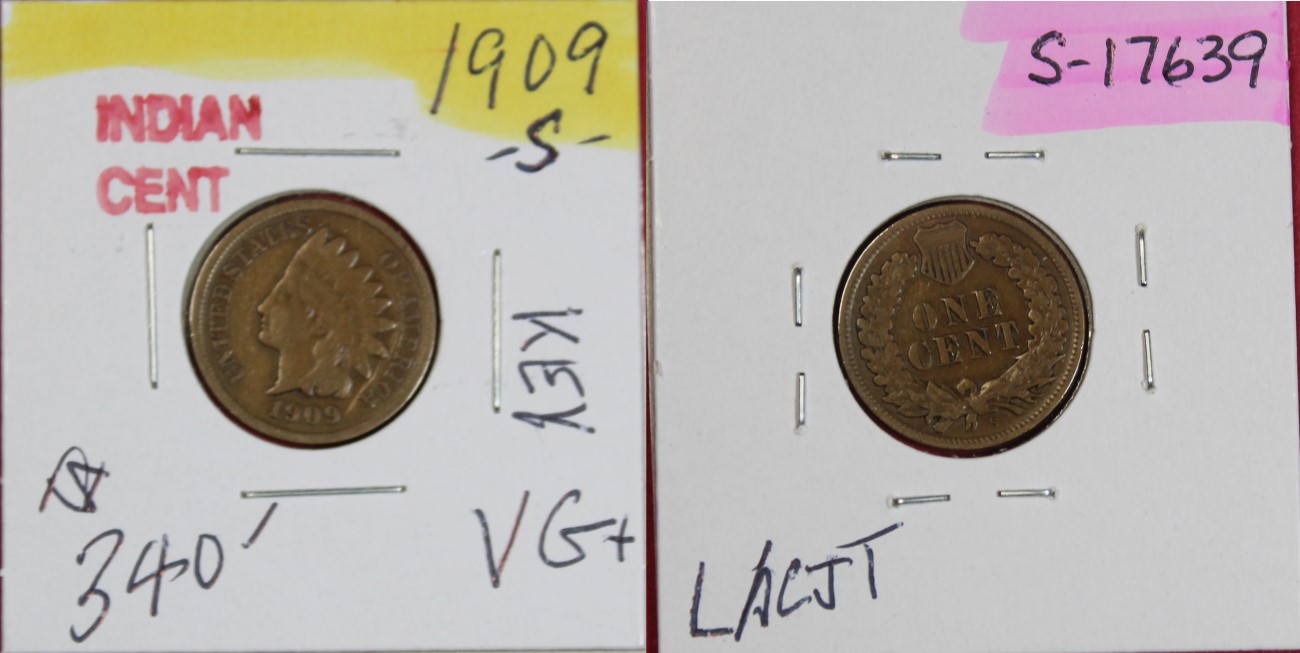 1909
-S-
INDIAN
CENT
UNITED STATES OF AMERICA
1909
KEY
340
VG+
S-17639
ONE
CENT
S
LACJT